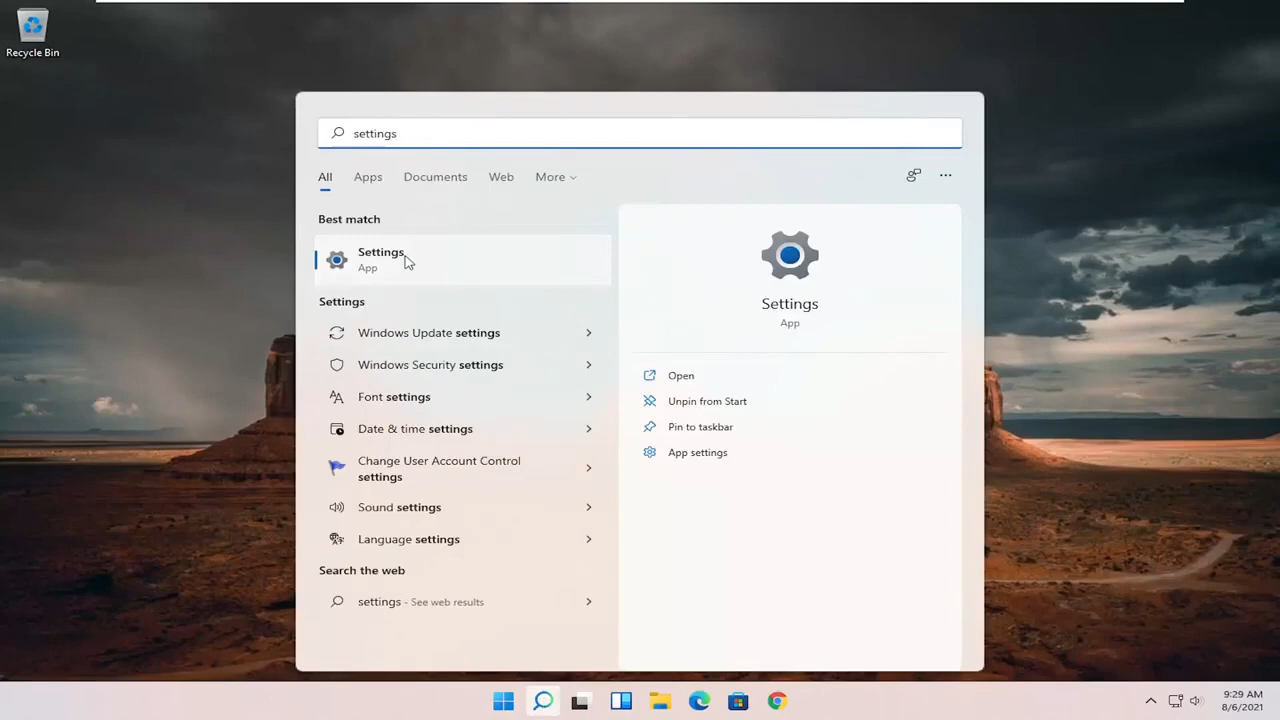 Recycle Bin
settings
All Apps Documents Web More
Best match
Settings
App
Settings
Windows Update settings
Windows Security settings
Font settings
Date & time settings
Change User Account Control
settings
Sound settings
Language settings
Search the web
settings - See web results
Settings
App
Open
Unpin from Start
Pin to taskbar
App settings
9:29 AM
8/6/2021